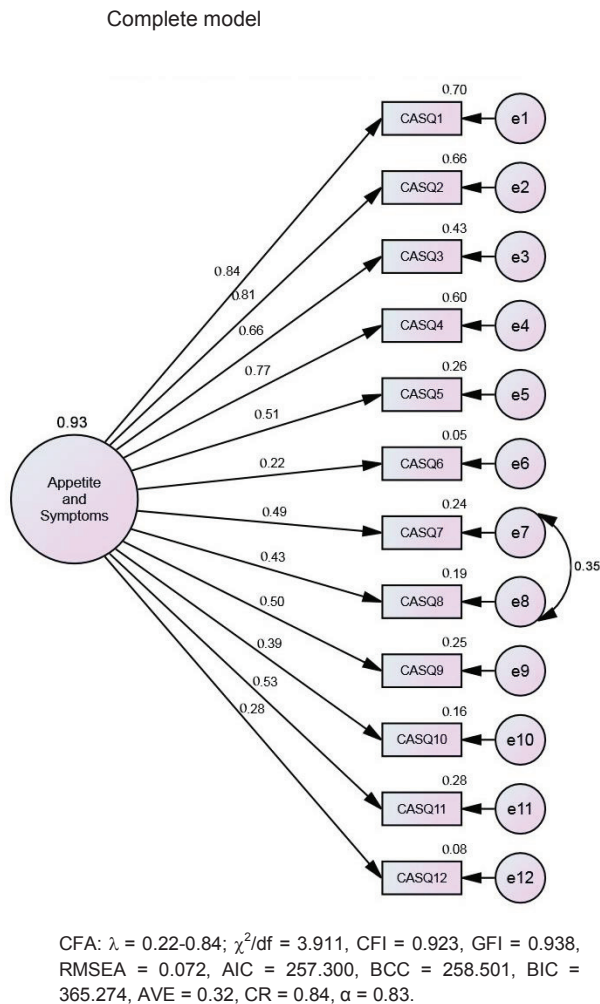 Complete model
0.70
CASQ1
e1
0.66
CASQ2
e2
0.43
CASQ3
e3
0.84
0.81
0.66
0.60
CASQ4
e4
0.77
0.26
CASQ5
e5
0.51
0.93
0.05
CASQ6
e6
0.22
Appetite
and
Symptoms
0.24
CASQ7
e7
0.49
0.35
0.19
CASQ8
e8
0.43
0.25
CASQ9
e9
0.50
0.39
0.53
0.28
0.16
CASQ10
e10
0.28
CASQ11
e11
0.08
CASQ12
e12
CFA: λ = 0.22-0.84; χ²/df = 3.911, CFI = 0.923, GFI = 0.938,
RMSEA = 0.072, AIC = 257.300, BCC = 258.501, BIC =
365.274, AVE = 0.32, CR = 0.84, α = 0.83.